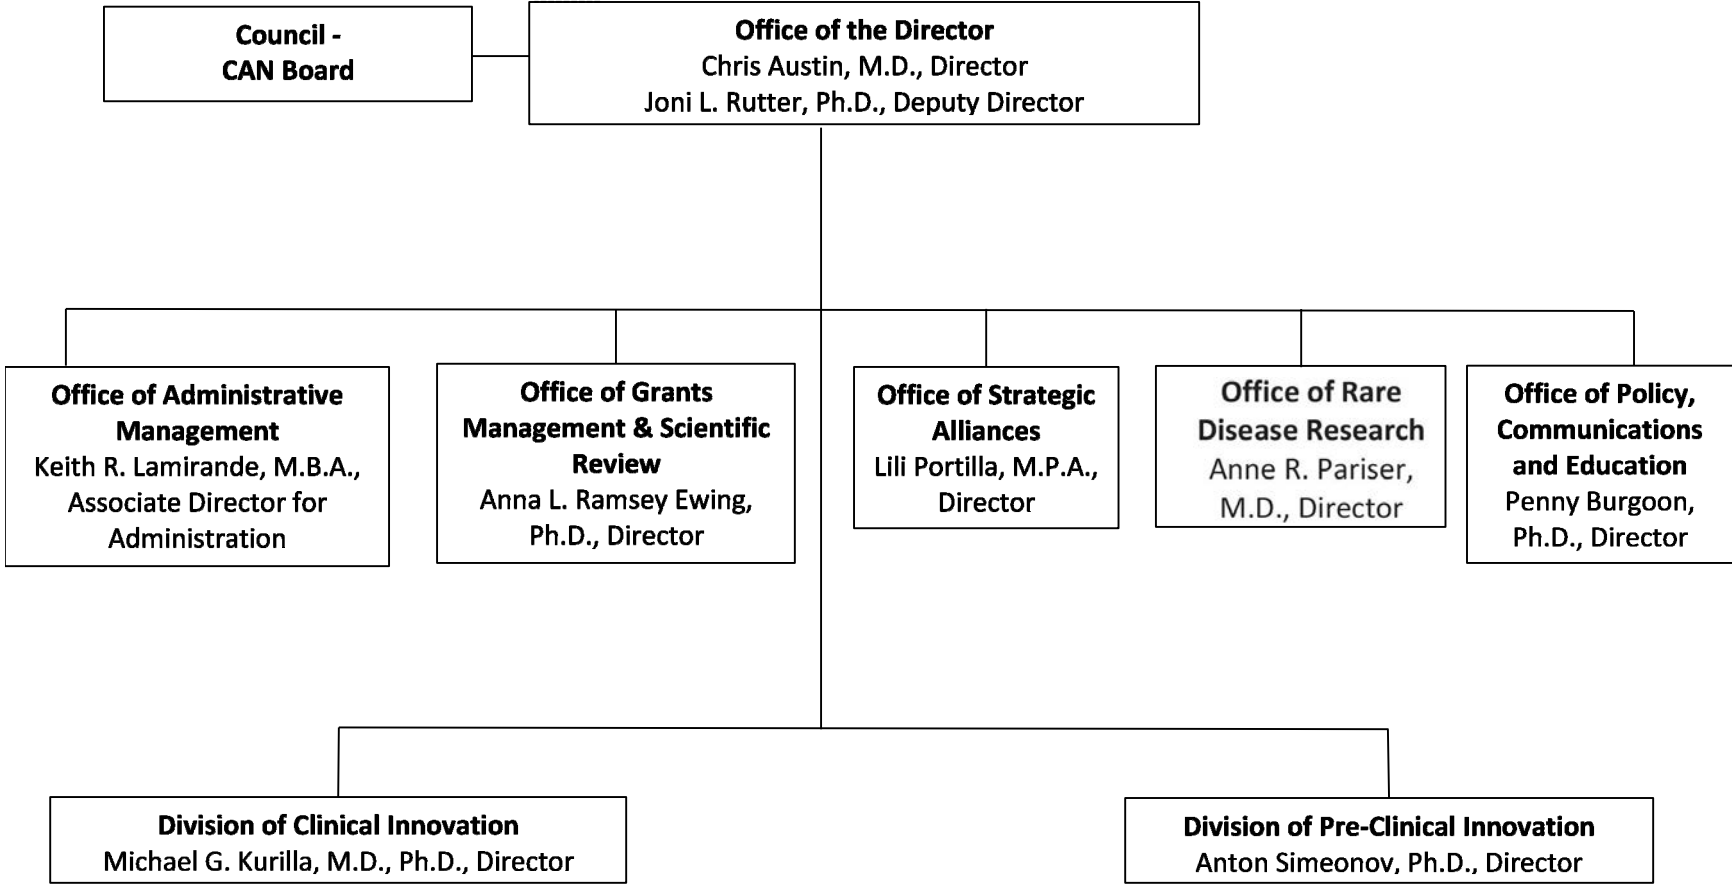 Council -
CAN Board
Office of the Director
Chris Austin, M.D., Director
Joni L. Rutter, Ph.D., Deputy Director
Office of Administrative
Management
Keith R. Lamirande, M.B.A.,
Associate Director for
Administration
Office of Grants
Management & Scientific
Review
Anna L. Ramsey Ewing,
Ph.D., Director
Office of Strategic
Alliances
Lili Portilla, M.P.A.,
Director
Office of Rare
Disease Research
Anne R. Pariser,
M.D., Director
Office of Policy,
Communications
and Education
Penny Burgoon,
Ph.D., Director
Division of Clinical Innovation
Michael G. Kurilla, M.D., Ph.D., Director
Division of Pre-Clinical Innovation
Anton Simeonov, Ph.D., Director